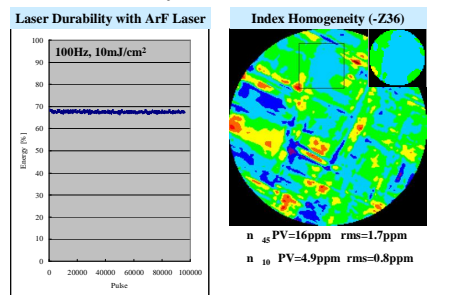 Laser Durability with ArF Laser
100Hz, 10mJ/cm²
Energy [%]
100
90
80
70
60
50
40
30
20
10
0
0 20000 40000 60000 80000 100000
Pulse
Index Homogeneity (-Z36)
n 45 PV=16ppm rms=1.7ppm
n 10 PV=4.9ppm rms=0.8ppm